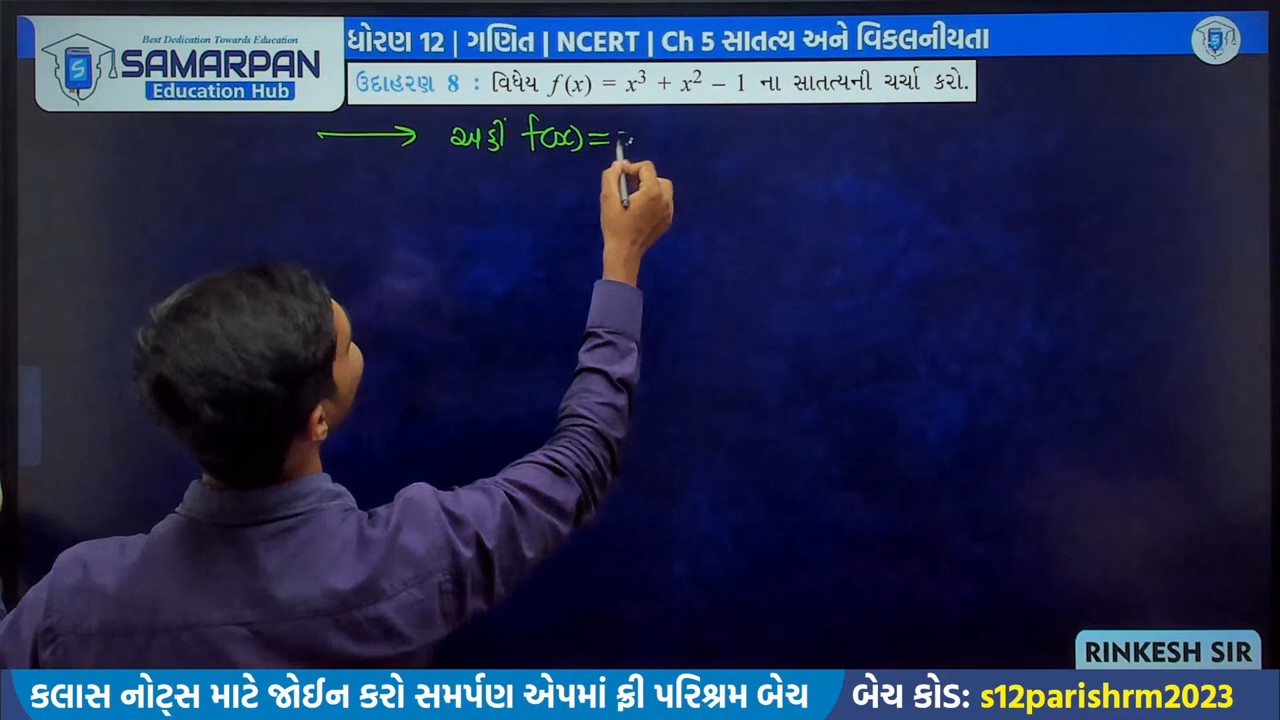 Best Dedication Towards Education
SAMARPAN
Education Hub
ધોરણ 12 | ગણિત | NCERT | Ch 5 સાતત્ય અને વિકલનીયતા
ઉદાહરણ 8 : વિધેય f(x) = x³ + x² – 1 ના સાતત્યની ચર્ચા કરો.
અહીં f(x) =
RINKESH SIR
કલાસ નોટ્સ માટે જોઈન કરો સમર્પણ એપમાં ફ્રી પરિશ્રમ બેચ
બેચ કોડ: s12parishrm2023